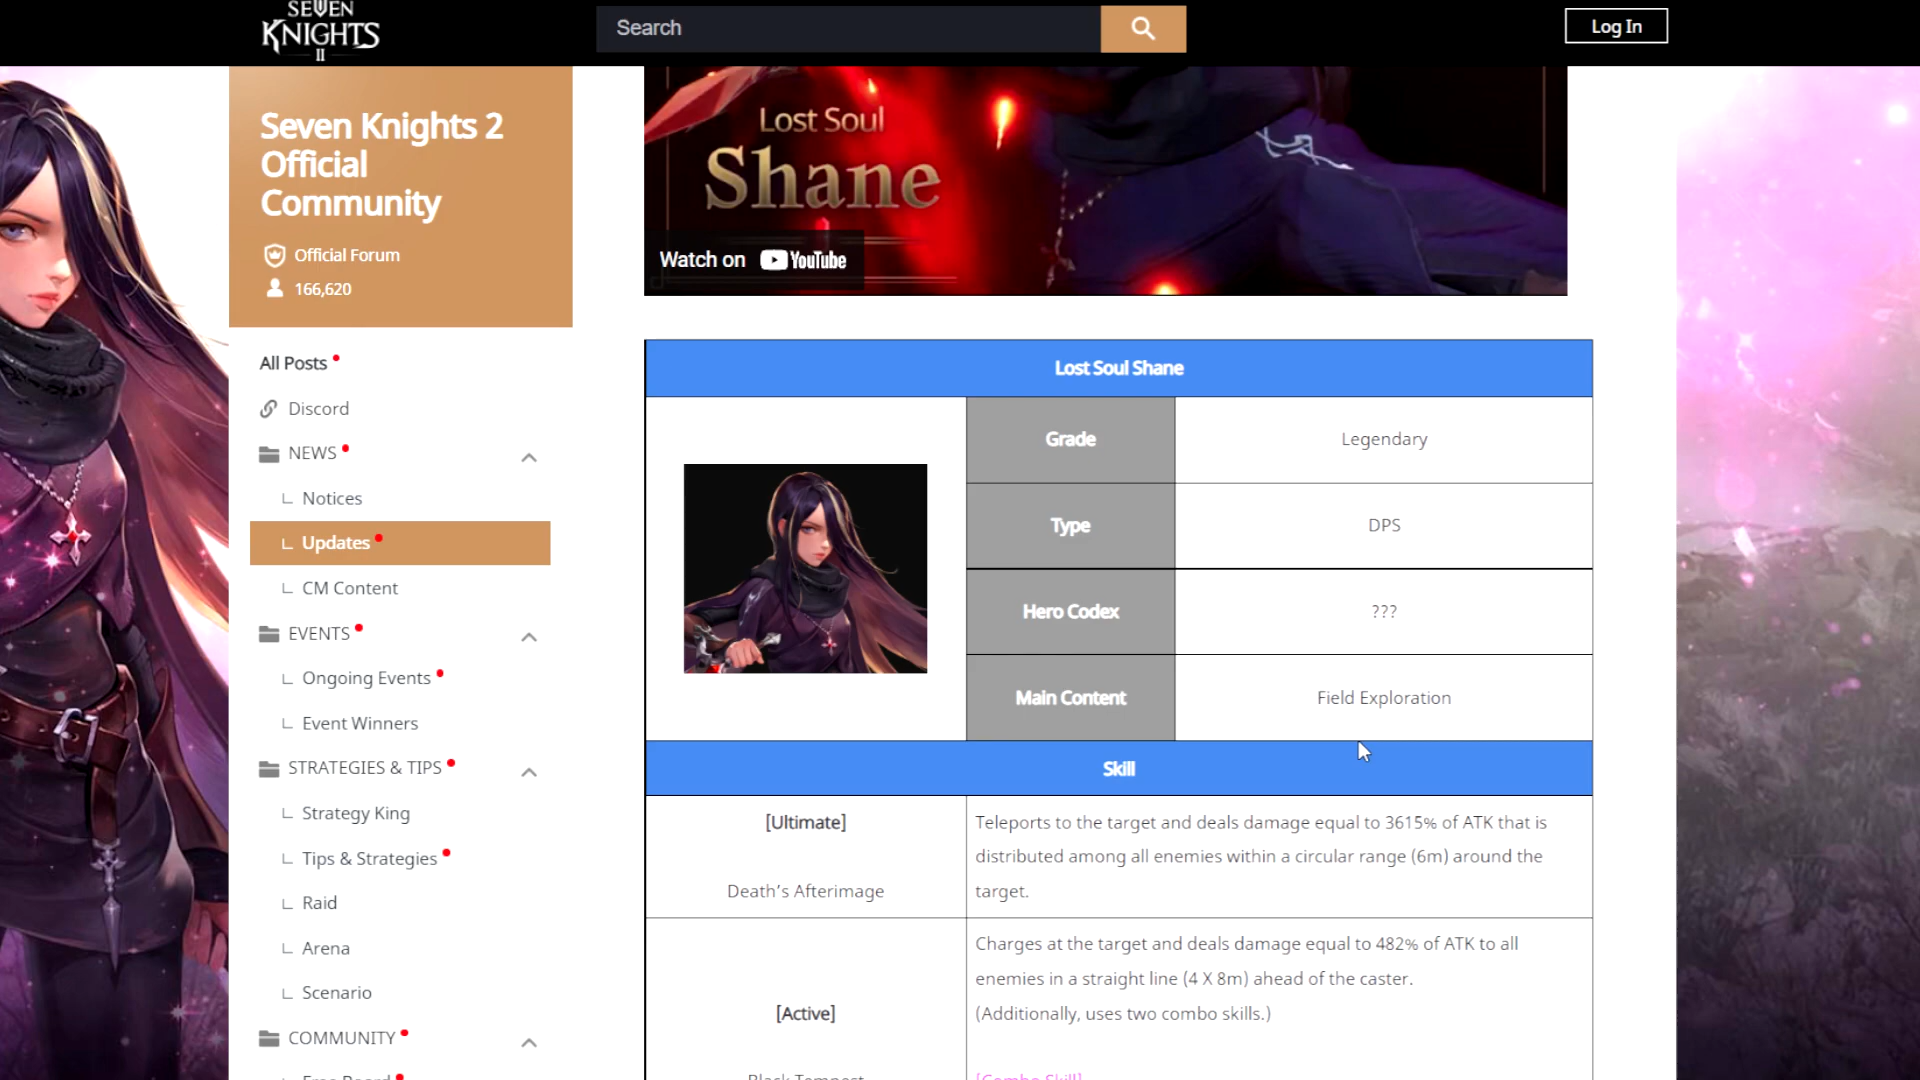 SEVEN
KNIGHTS
II
Search
Log In
Seven Knights 2
Official
Community
Official Forum
166,620
All Posts
Discord
NEWS
Notices
Updates
CM Content
EVENTS
Ongoing Events
Event Winners
STRATEGIES & TIPS
Strategy King
Tips & Strategies
Raid
Arena
Scenario
COMMUNITY
Free Board
Lost Soul
Shane
Watch on YouTube
Lost Soul Shane
Grade
Legendary
Type
DPS
Hero Codex
???
Main Content
Field Exploration
Skill
[Ultimate]
Death's Afterimage
Teleports to the target and deals damage equal to 3615% of ATK that is
distributed among all enemies within a circular range (6m) around the
target.
[Active]
Black Tempest
Charges at the target and deals damage equal to 482% of ATK to all
enemies in a straight line (4 X 8m) ahead of the caster.
(Additionally, uses two combo skills.)
[Combo Skill]